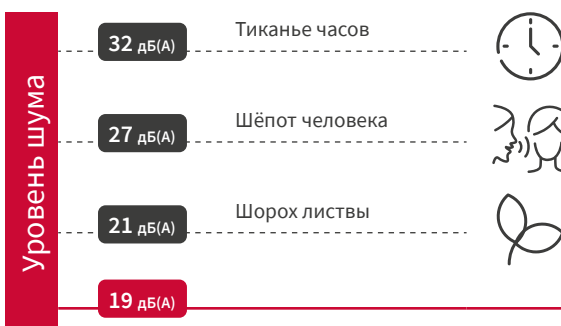 Уровень шума
32 дБ(А) Тиканье часов
27 дБ(А) Шёпот человека
21 дБ(А) Шорох листвы
19 дБ(А)